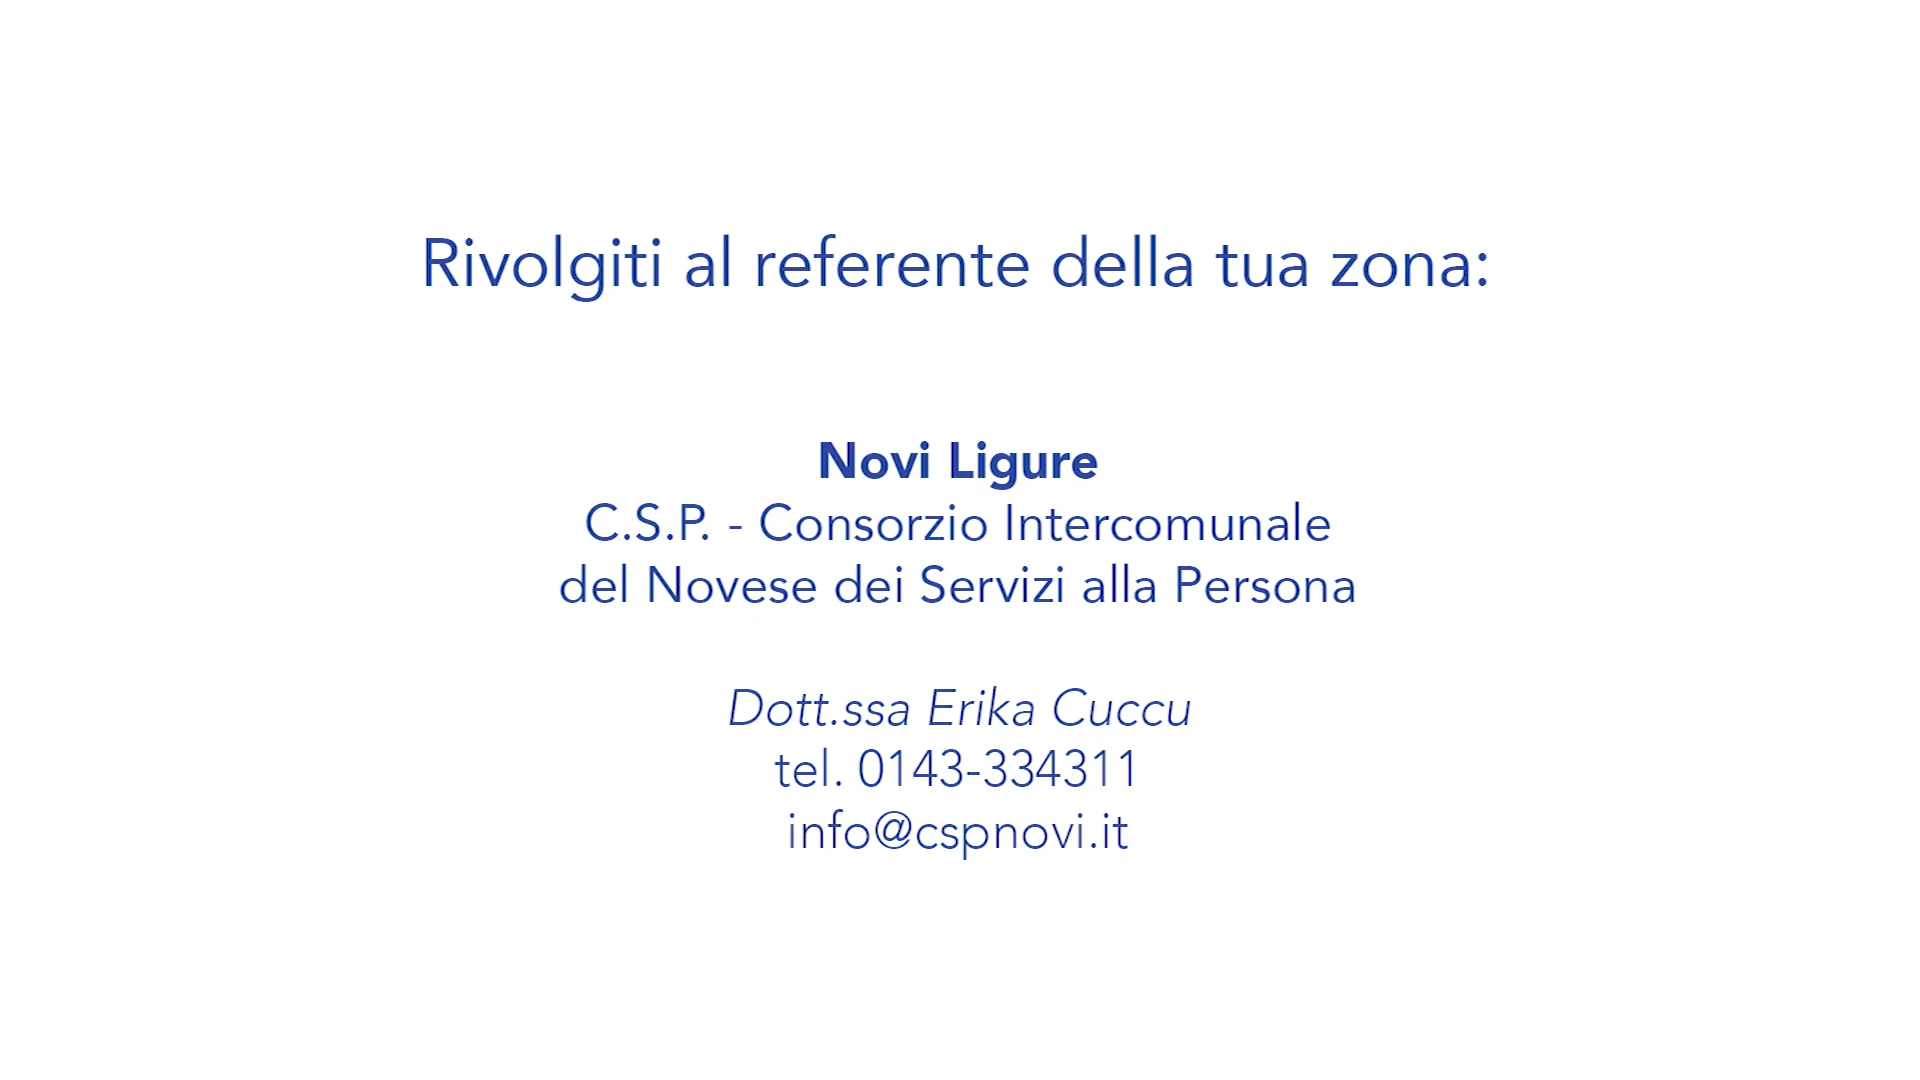 Rivolgiti al referente della tua zona:
Novi Ligure
C.S.P. - Consorzio Intercomunale
del Novese dei Servizi alla Persona
Dott.ssa Erika Cuccu
tel. 0143-334311
info@cspnovi.it